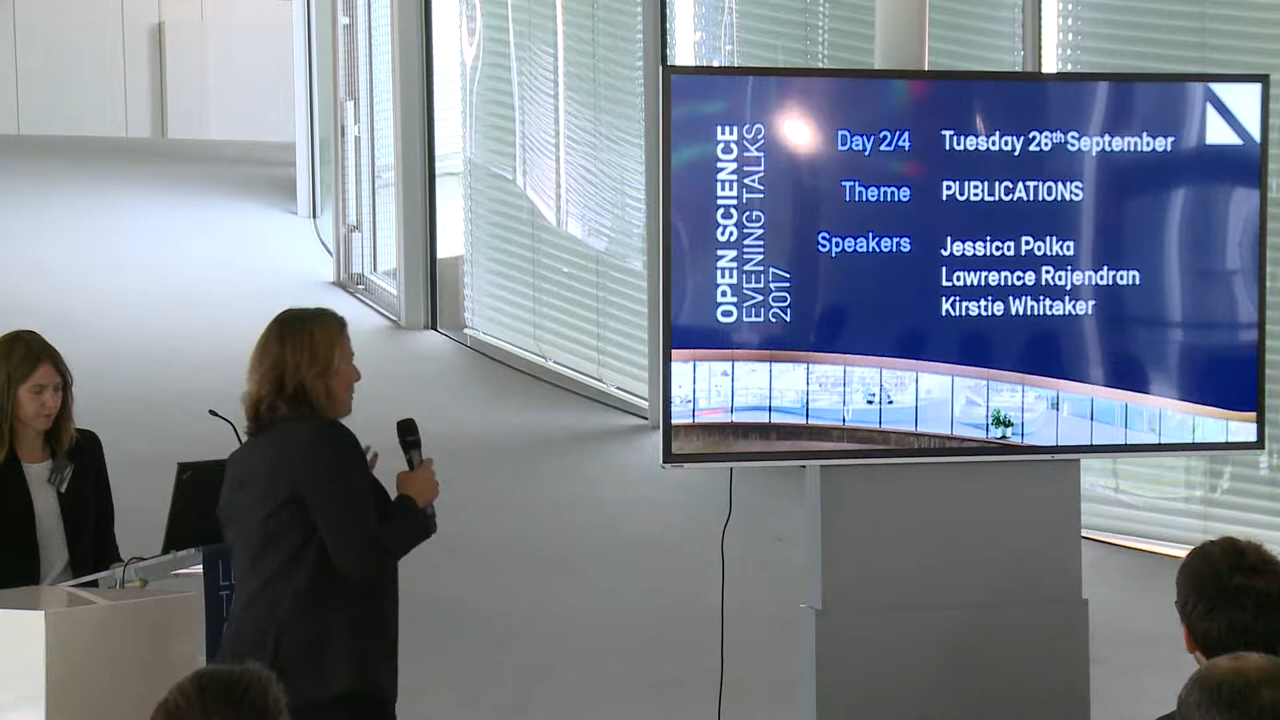 OPEN SCIENCE
EVENING TALKS
2017
Day 2/4 Tuesday 26th September
Theme PUBLICATIONS
Speakers Jessica Polka
Lawrence Rajendran
Kirstie Whitaker